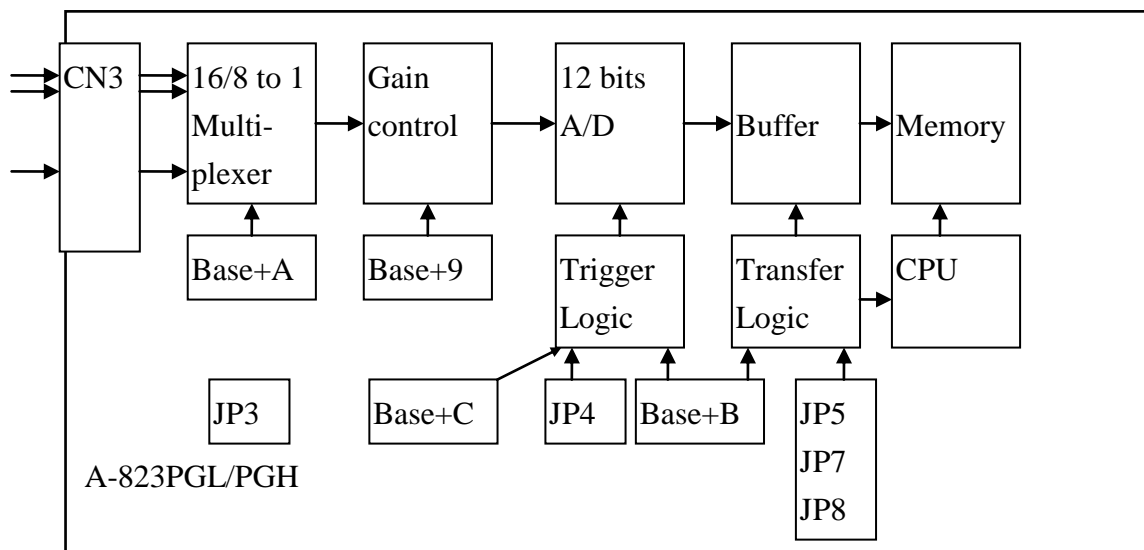 CN3
16/8 to 1
Multi-
plexer
Gain
control
12 bits
A/D
Buffer
Memory
Base+A
Base+9
Trigger
Logic
Transfer
Logic
CPU
JP3
Base+C
JP4
Base+B
JP5
JP7
JP8
A-823PGL/PGH